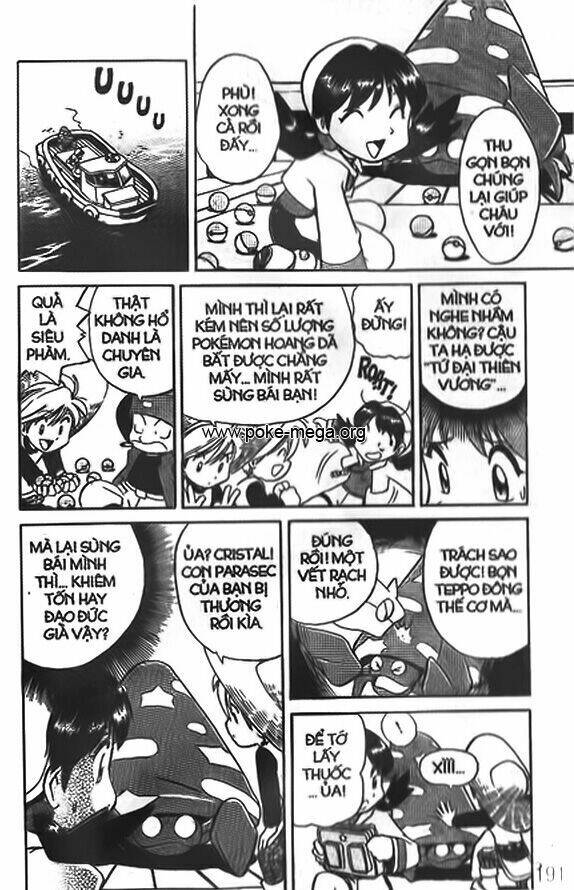 UUUU
PHÙ!
XONG
CẢ RỒI
ĐẤY...
THU
GỌN BỌN
CHÚNG
LẠI GIÚP
CHÁU
VỚI!
QUẢ
LÀ
SIÊU
PHÀM.
THẬT
KHÔNG HỔ
DANH LÀ
CHUYÊN
GIA.
MÌNH THÌ LẠI RẤT
KÉM NÊN SỐ LƯỢNG
POKÉMON HOANG DÃ
BẮT ĐƯỢC CHẲNG
MẤY... MÌNH RẤT
SÙNG BÁI BẠN!
ẤY
ĐỪNG!
ROẠT!
MÌNH CÓ
NGHE NHẦM
KHÔNG? CẬU
TA HẠ ĐƯỢC
"TỨ ĐẠI THIÊN
VƯƠNG"...
www.poke-mega.org
MÀ LẠI SÙNG
BÁI MÌNH
THÌ... KHIÊM
TỐN HAY
ĐẠO ĐỨC
GIẢ VẬY?
ỦA? CRISTAL!
CON PARASEC
CỦA BẠN BỊ
THƯƠNG
RỒI KÌA.
ĐÚNG
RỒI! MỘT
VẾT RẠCH
NHỎ.
TRÁCH SAO
ĐƯỢC! BỌN
TEPPO ĐÔNG
THẾ CƠ MÀ...
ĐỂ TỚ
LẤY
THUỐC
... ỦA!
!
XÌII...
191